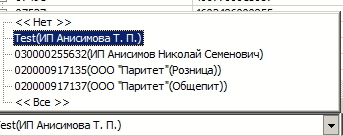 << Нет >>
Test(ИП Анисимова Т. П.)
030000255632(ИП Анисимов Николай Семенович)
020000917135(ООО "Паритет"(Розница))
020000917137(ООО "Паритет"(Общепит))
<< Все >>
Test(ИП Анисимова Т. П.)